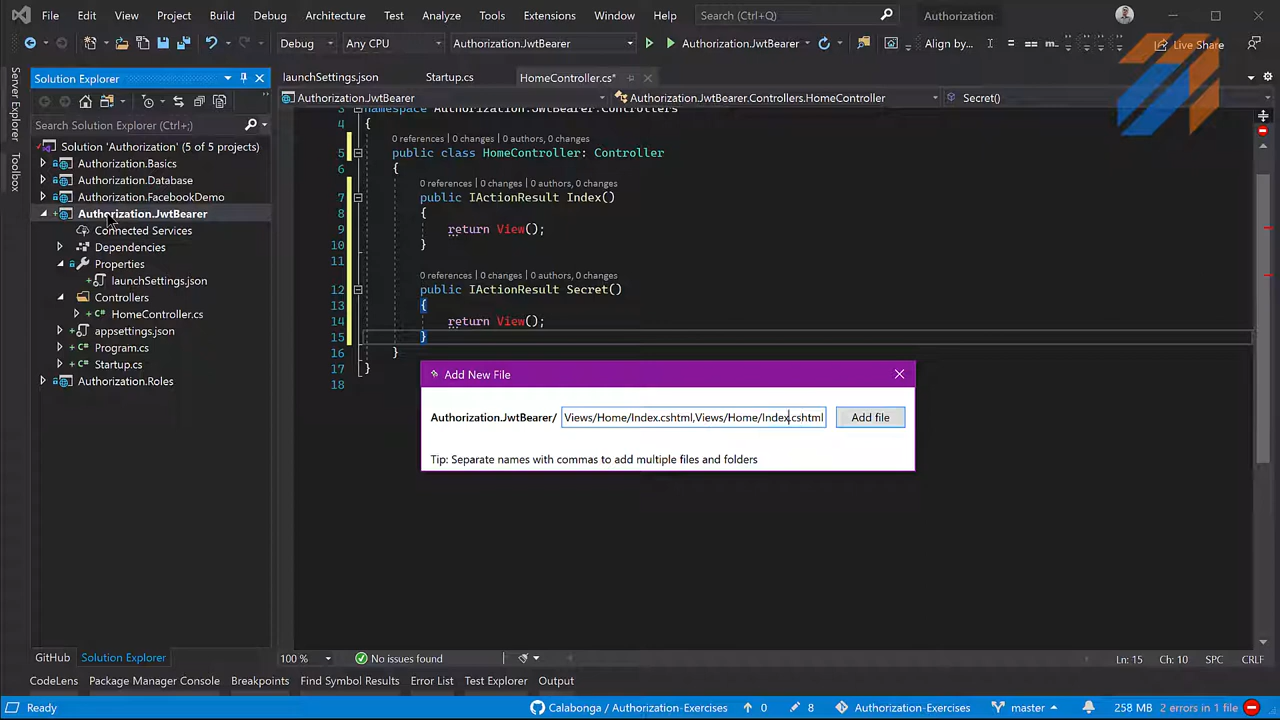 File Edit View Project Build Debug Architecture Test Analyze Tools Extensions Window Help Search (Ctrl+Q) Authorization
Debug Any CPU Authorization.JwtBearer Authorization.JwtBearer Align by... Live Share
Server Explorer
Toolbox
Solution Explorer
Search Solution Explorer (Ctrl+;)
Solution 'Authorization' (5 of 5 projects)
Authorization.Basics
Authorization.Database
Authorization.FacebookDemo
Authorization.JwtBearer
Connected Services
Dependencies
Properties
launchSettings.json
Controllers
HomeController.cs
appsettings.json
Program.cs
Startup.cs
Authorization.Roles
launchSettings.json Startup.cs HomeController.cs*
Authorization.JwtBearer Authorization.JwtBearer.Controllers.HomeController Secret()
3 namespace Authorization.JwtBearer.Controllers
4 {
0 references | 0 changes | 0 authors, 0 changes
5 public class HomeController: Controller
6 {
0 references | 0 changes | 0 authors, 0 changes
7 public IActionResult Index()
8 {
9 return View();
10 }
11
0 references | 0 changes | 0 authors, 0 changes
12 public IActionResult Secret()
13 {
14 return View();
15 }
16 }
17 }
18
Add New File
Authorization.JwtBearer/ Views/Home/Index.cshtml,Views/Home/Index.cshtml Add file
Tip: Separate names with commas to add multiple files and folders
GitHub Solution Explorer
100 % No issues found Ln: 15 Ch: 10 SPC CRLF
CodeLens Package Manager Console Breakpoints Find Symbol Results Error List Test Explorer Output
Ready Calabonga / Authorization-Exercises 0 8 Authorization-Exercises master 258 MB 2 errors in 1 file